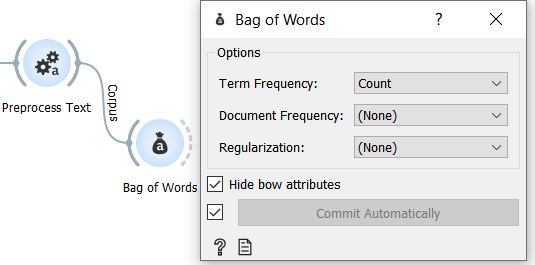 Bag of Words
?
Options
Term Frequency: Count
Document Frequency: (None)
Regularization: (None)
Hide bow attributes
Commit Automatically
?
a
Preprocess Text
Corpus
a
Bag of Words